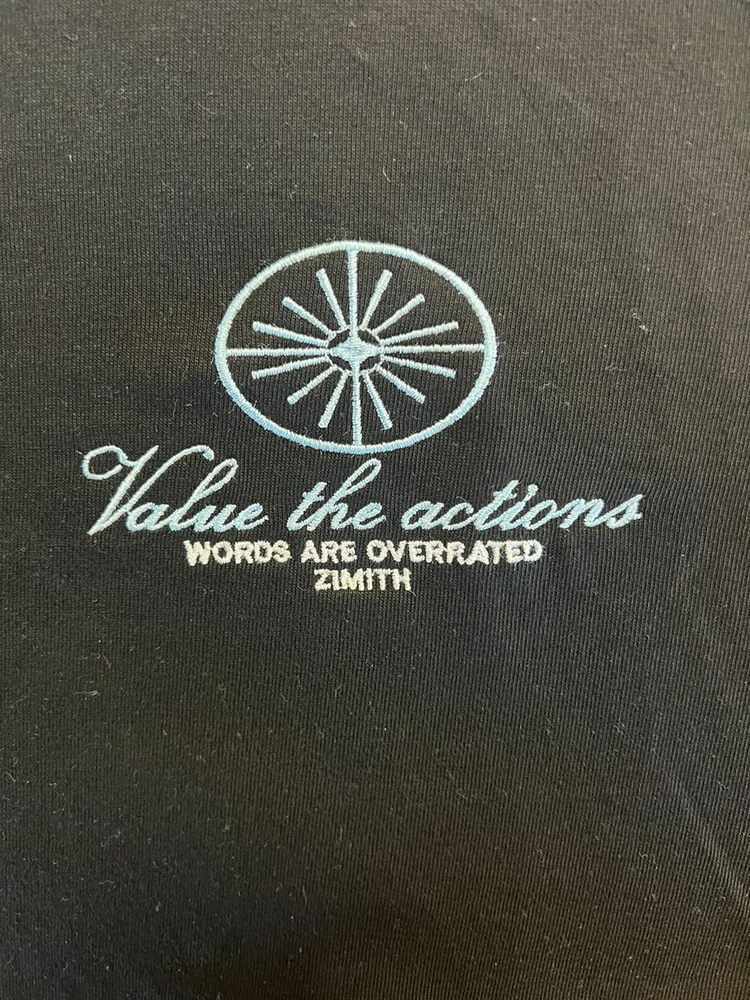 Value the actions
WORDS ARE OVERRATED
ZIMITH